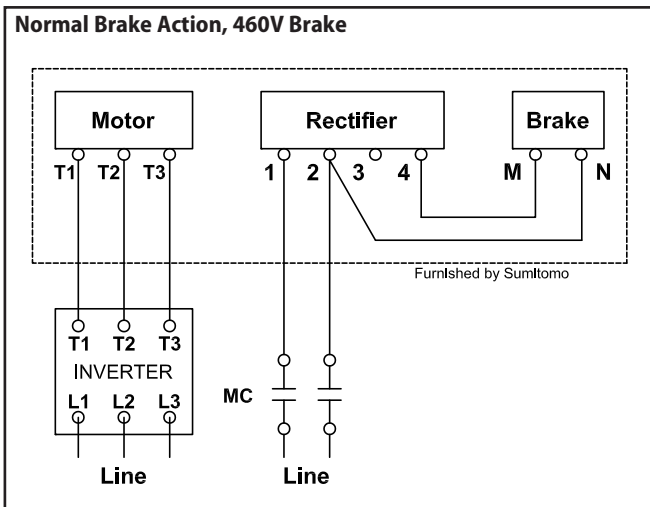 Normal Brake Action, 460V Brake
Motor
Rectifier
Brake
T1 T2 T3
1 2 3 4
M N
Furnished by Sumitomo
T1 T2 T3
INVERTER
L1 L2 L3
MC
Line
Line